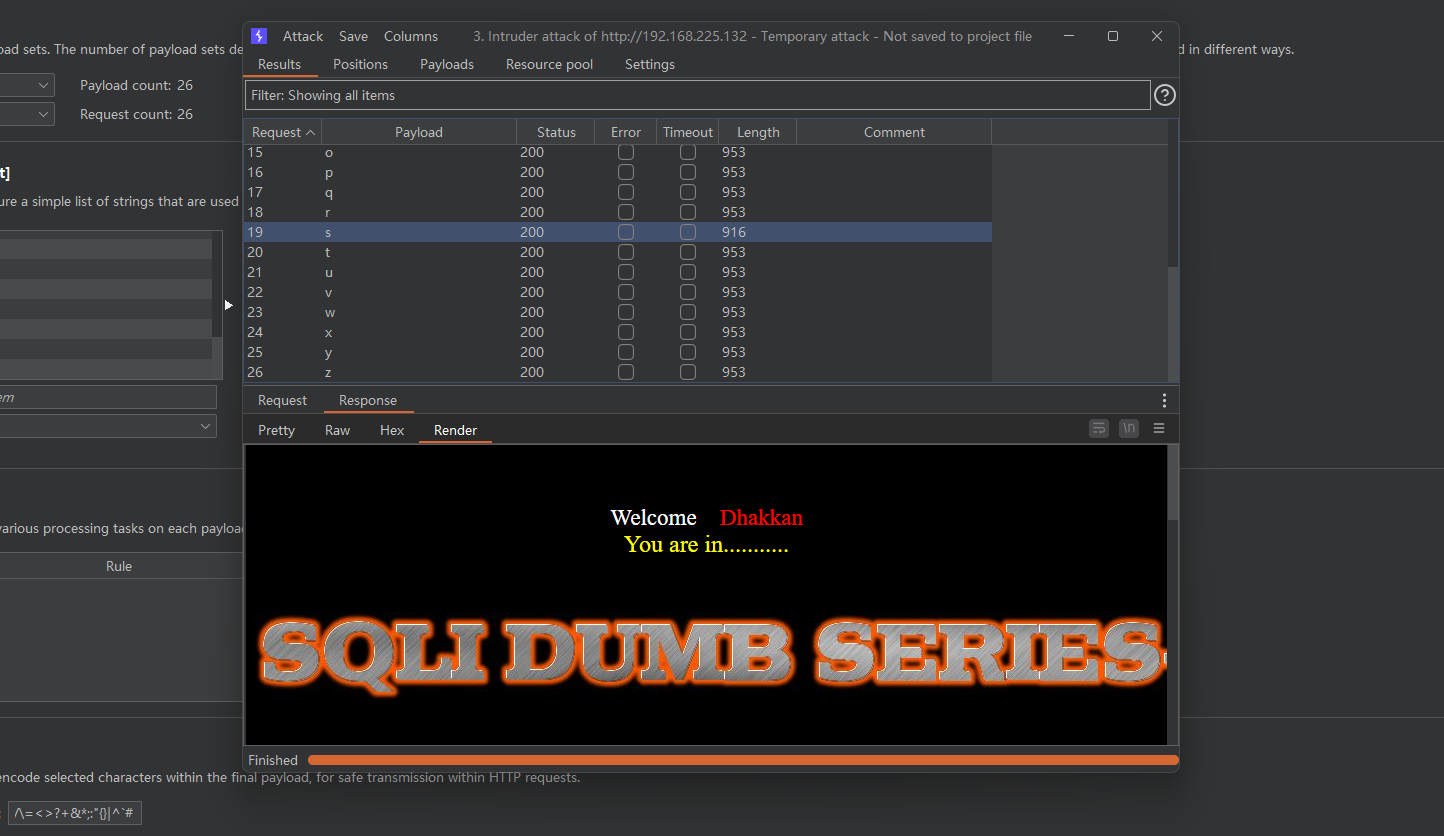 Attack Save Columns 3. Intruder attack of http://192.168.225.132 - Temporary attack - Not saved to project file
oad sets. The number of payload sets de
d in different ways.
Results Positions Payloads Resource pool Settings
Payload count: 26
Filter: Showing all items ?
Request count: 26
Request Payload Status Error Timeout Length Comment
15 o 200 953
16 p 200 953
t]
17 q 200 953
ure a simple list of strings that are used
18 r 200 953
19 s 200 916
20 t 200 953
21 u 200 953
22 v 200 953
23 w 200 953
24 x 200 953
25 y 200 953
26 z 200 953
em
Request Response
Pretty Raw Hex Render \n
Welcome Dhakkan
various processing tasks on each payloa
You are in...........
Rule
SQLI DUMB SERIES-
Finished
encode selected characters within the final payload, for safe transmission within HTTP requests.
: /\=<>?+&*;:"{}|^`#